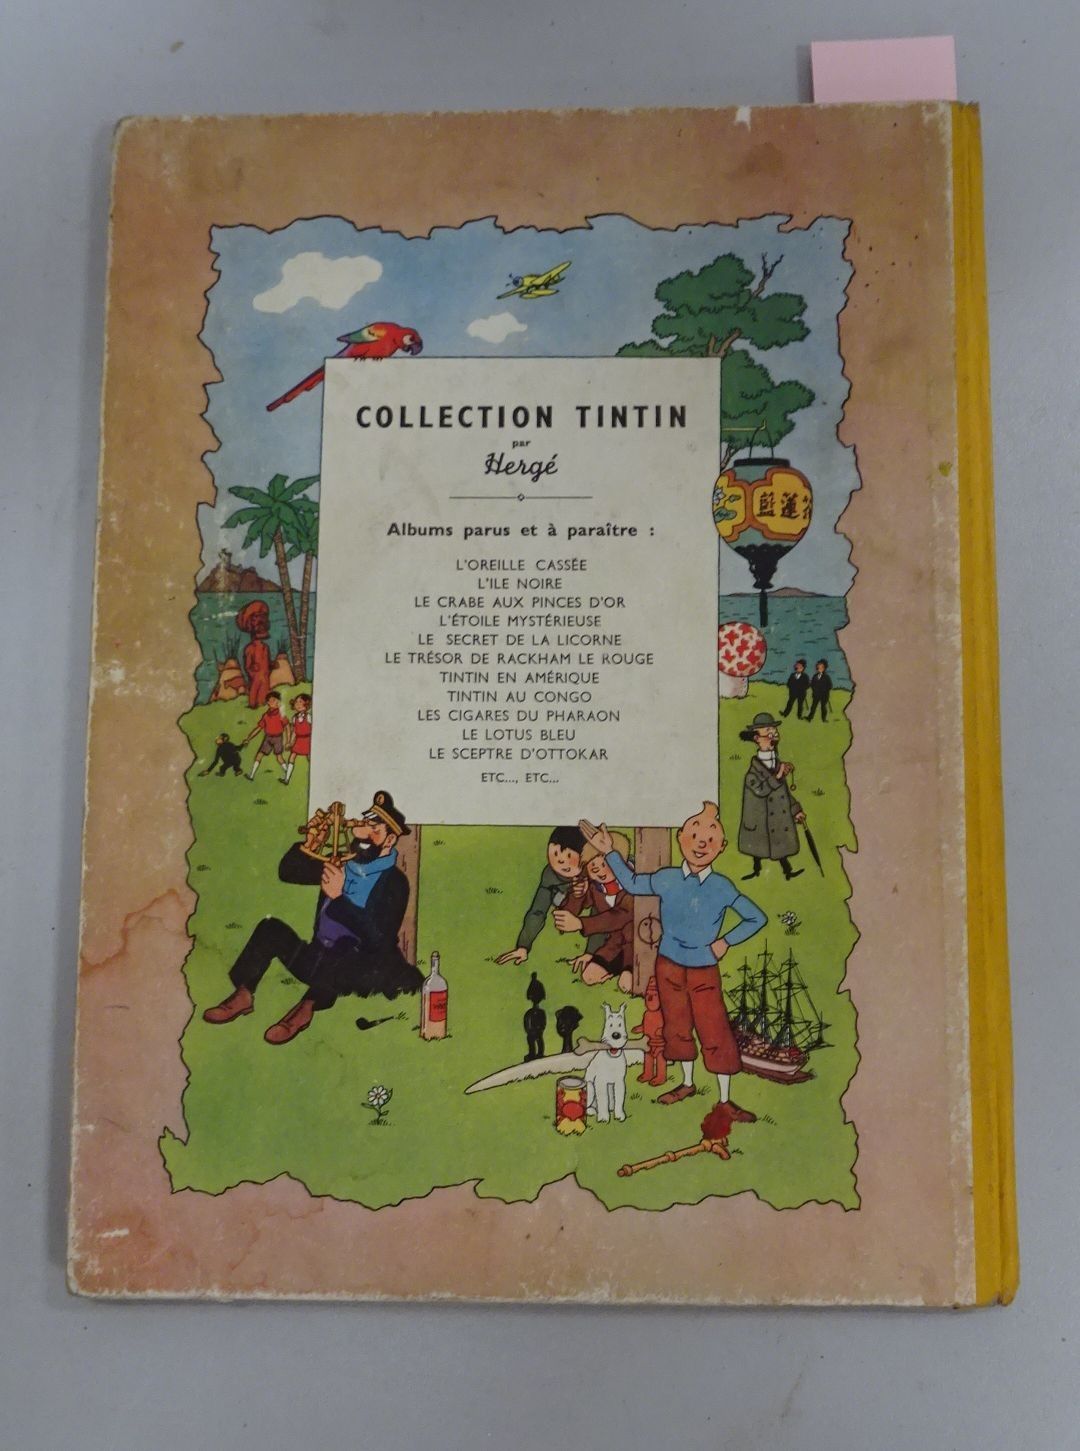 COLLECTION TINTIN
par
Hergé
Albums parus et à paraître :
L'OREILLE CASSÉE
L'ILE NOIRE
LE CRABE AUX PINCES D'OR
L'ÉTOILE MYSTÉRIEUSE
LE SECRET DE LA LICORNE
LE TRÉSOR DE RACKHAM LE ROUGE
TINTIN EN AMÉRIQUE
TINTIN AU CONGO
LES CIGARES DU PHARAON
LE LOTUS BLEU
LE SCEPTRE D'OTTOKAR
ETC..., ETC...
藍蓮